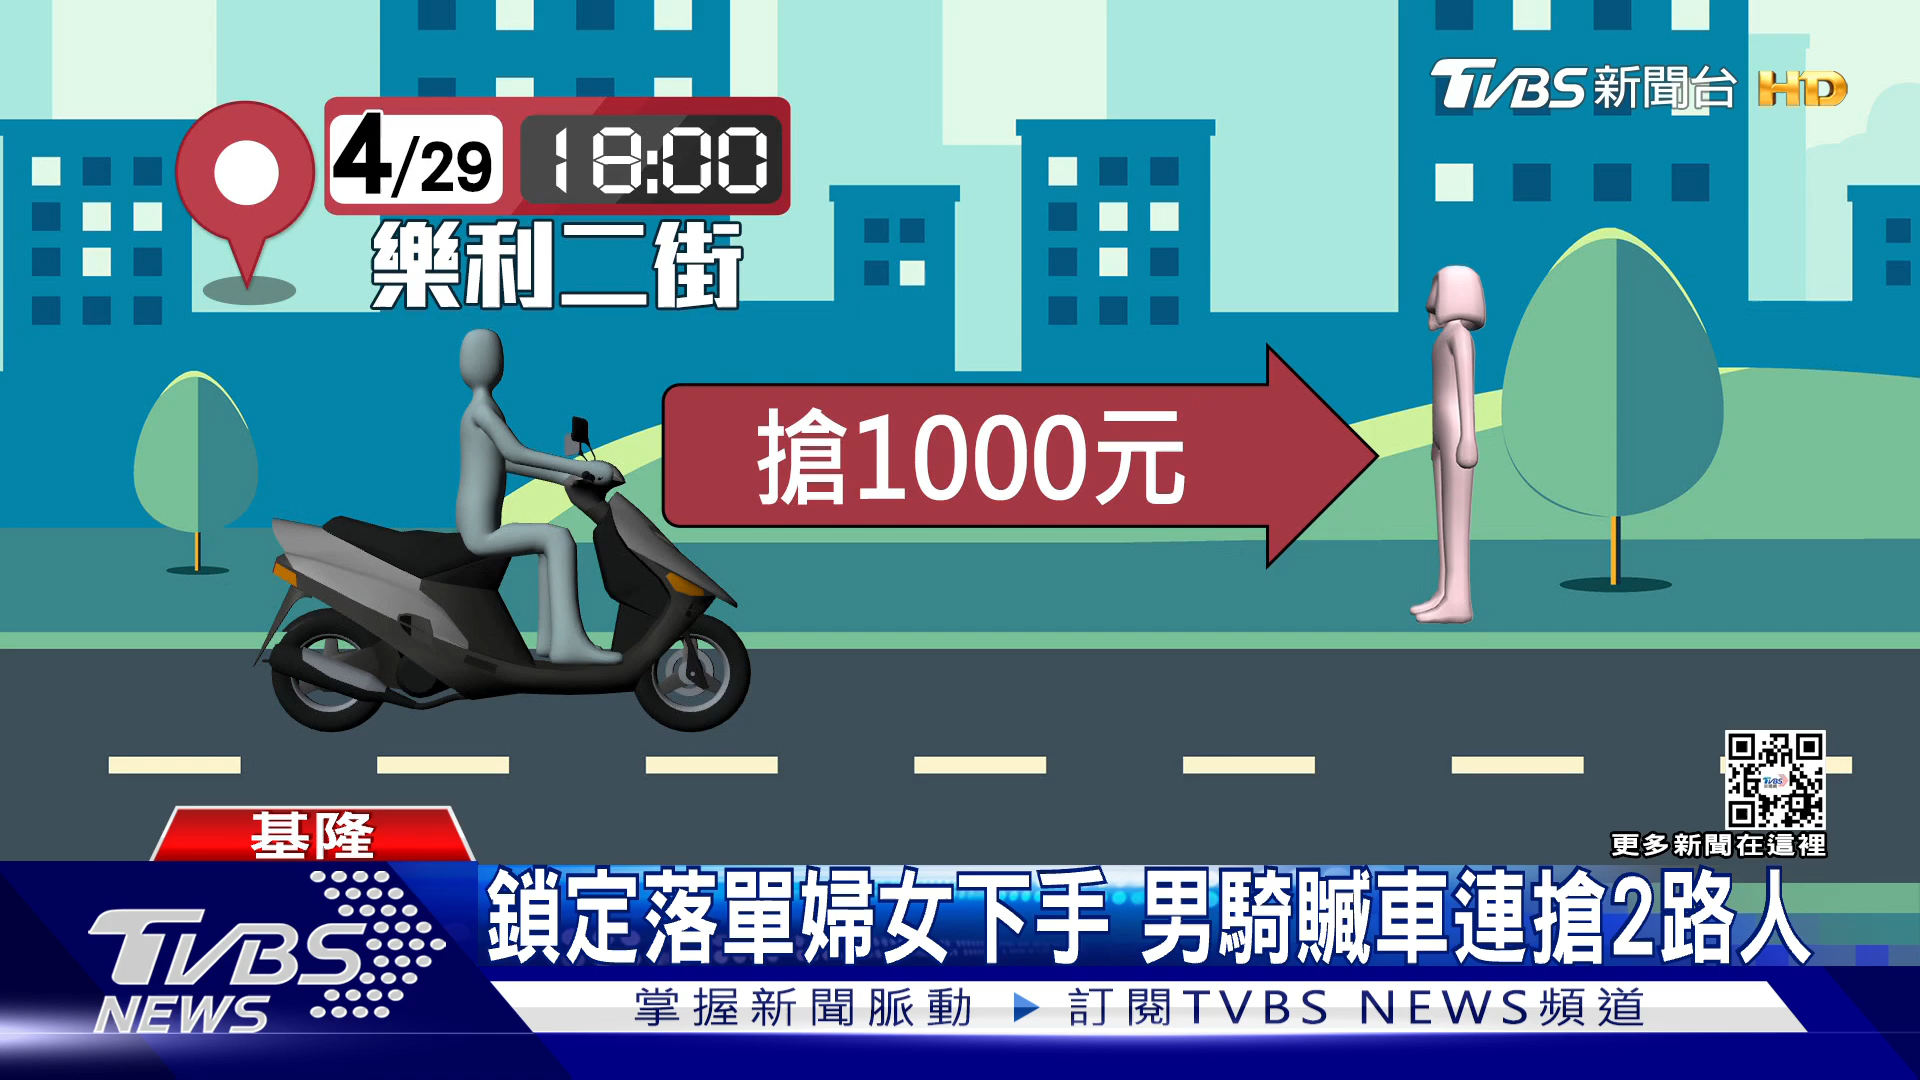 TVBS新聞台 HD
4/29 18:00
樂利二街
搶1000元
TVBS
更多新聞在這裡
基隆
鎖定落單婦女下手 男騎贓車連搶2路人
TVBS
NEWS
掌握新聞脈動 ▶ 訂閱TVBS NEWS頻道